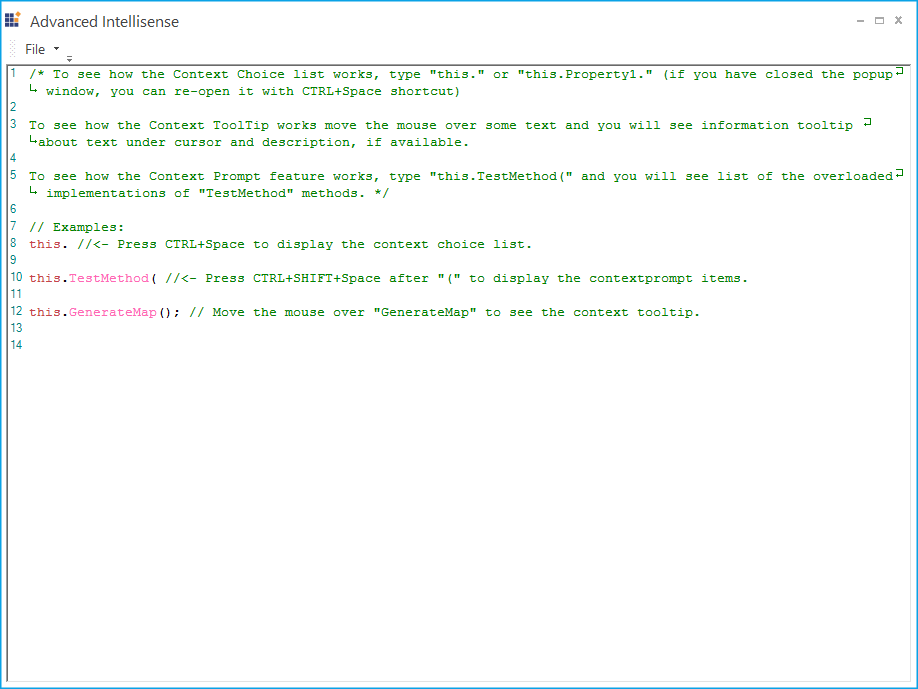 Advanced Intellisense
File
1 /* To see how the Context Choice list works, type "this." or "this.Property1." (if you have closed the popup
window, you can re-open it with CTRL+Space shortcut)
2
3 To see how the Context ToolTip works move the mouse over some text and you will see information tooltip
about text under cursor and description, if available.
4
5 To see how the Context Prompt feature works, type "this.TestMethod(" and you will see list of the overloaded
implementations of "TestMethod" methods. */
6
7 // Examples:
8 this. //<- Press CTRL+Space to display the context choice list.
9
10 this.TestMethod( //<- Press CTRL+SHIFT+Space after "(" to display the contextprompt items.
11
12 this.GenerateMap(); // Move the mouse over "GenerateMap" to see the context tooltip.
13
14